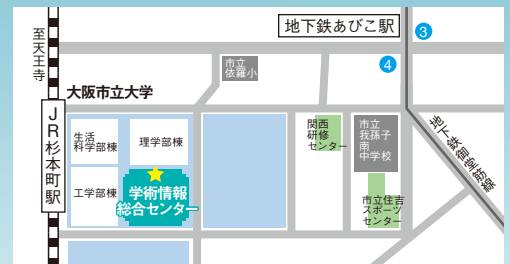 至天王寺
地下鉄あびこ駅
3
4
市立
依羅小
大阪市立大学
JR杉本町駅
生活
科学部棟
理学部棟
関西
研修
センター
市立
我孫子
南
中学校
地下鉄御堂筋線
工学部棟
学術情報
総合センター
市立住吉
スポーツ
センター